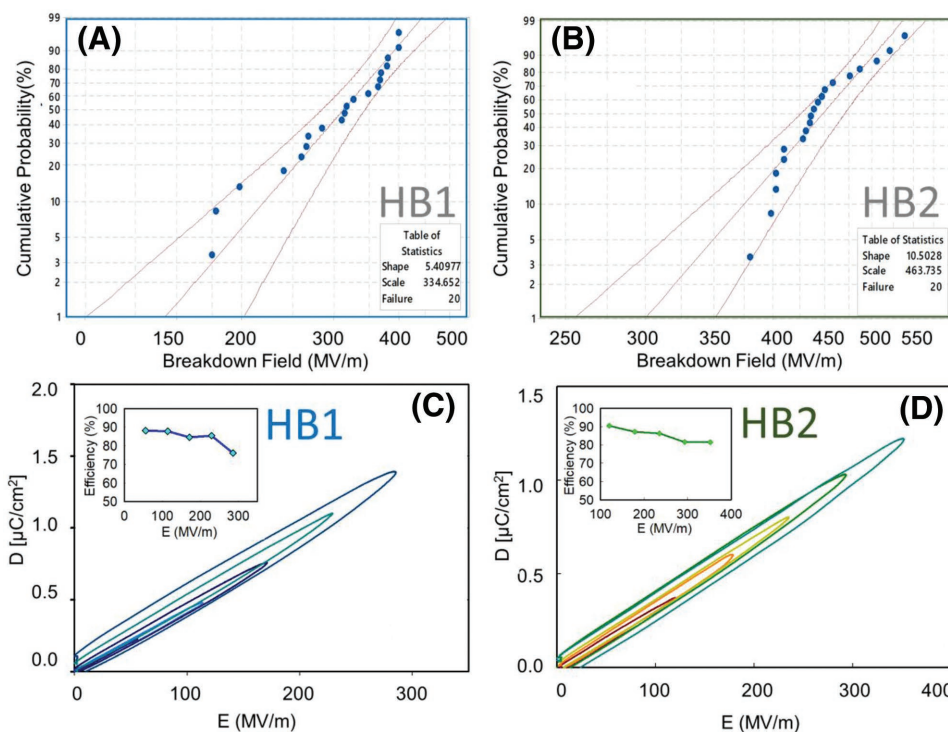 (A)
Cumulative Probability(%)
99
90
80
70
60
50
40
30
20
10
5
3
2
1
HB1
Table of
Statistics
Shape 5.40977
Scale 334.652
Failure 20
0 150 200 300 400 500
Breakdown Field (MV/m)
(B)
Cumulative Probability(%)
99
90
80
70
60
50
40
30
20
10
5
3
2
1
HB2
Table of Statistics
Shape 10.5028
Scale 463.735
Failure 20
250 300 350 400 450 500 550
Breakdown Field (MV/m)
(C)
HB1
D [µC/cm²]
2.0
1.5
1.0
0.5
0.0
Efficiency (%)
100
90
80
70
60
50
0 100 200 300
E (MV/m)
0 100 200 300
E (MV/m)
(D)
HB2
D [µC/cm²]
1.5
1.0
0.5
0.0
Efficiency (%)
100
90
80
70
60
50
100 200 300 400
E (MV/m)
0 100 200 300 400
E (MV/m)